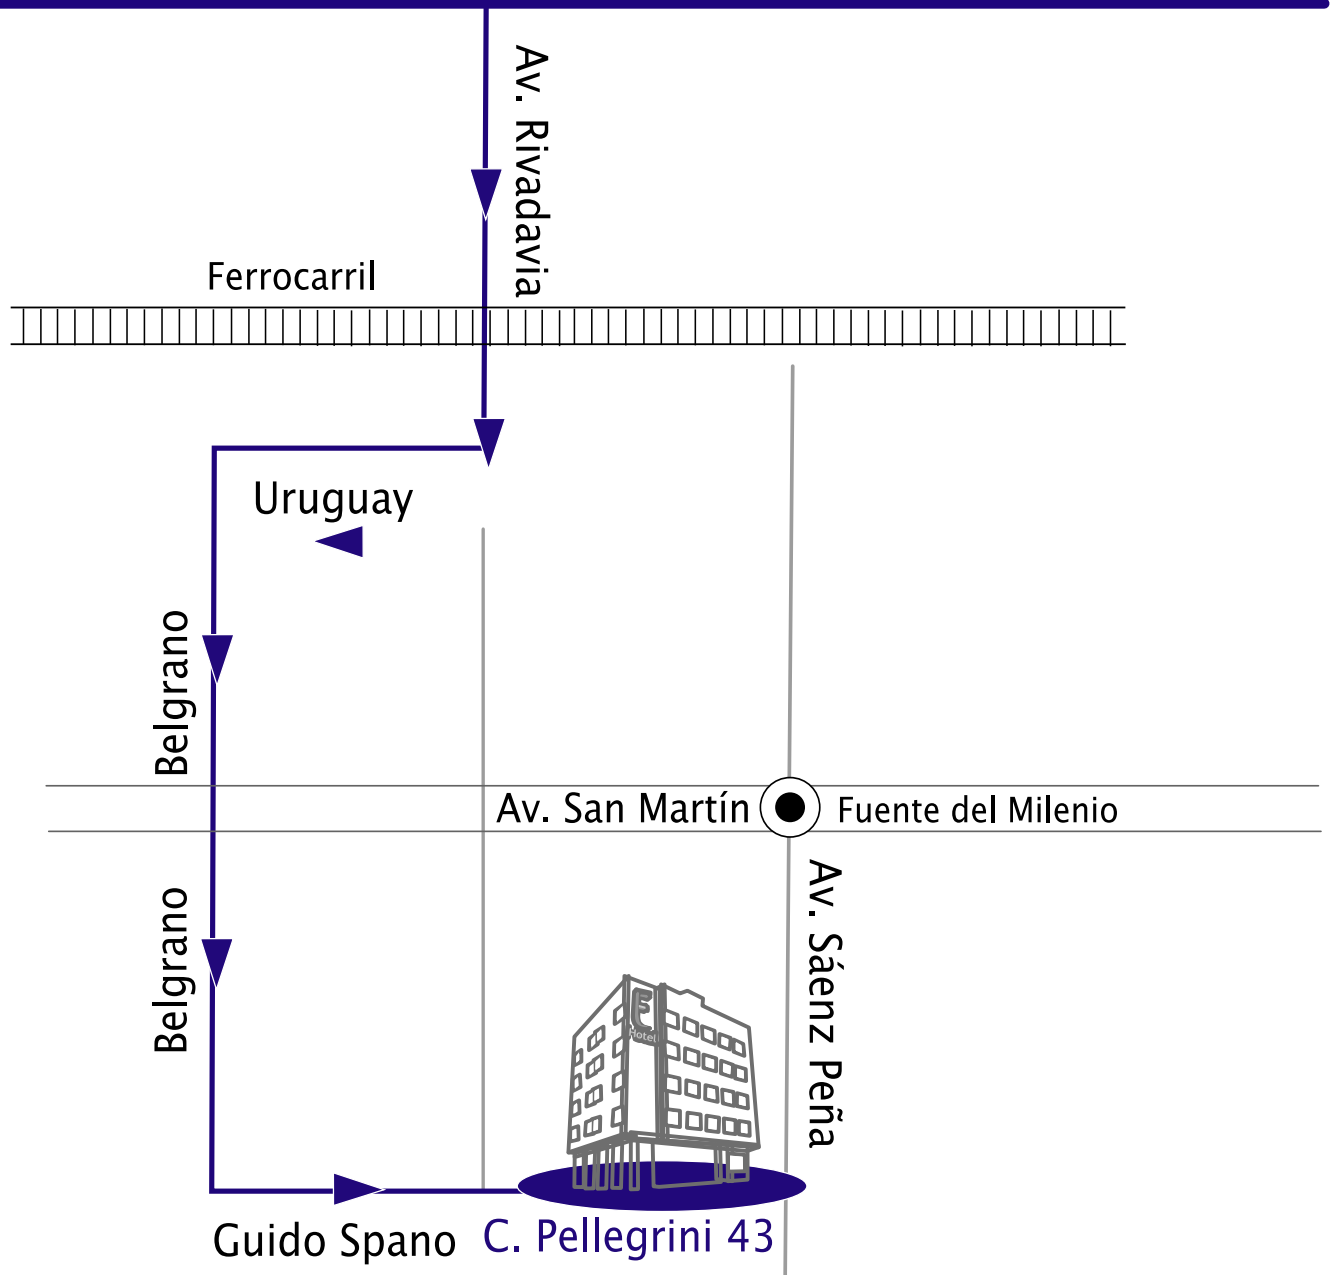 Av. Rivadavia
Ferrocarril
Uruguay
Belgrano
Av. San Martín
Fuente del Milenio
Belgrano
Av. Sáenz Peña
E
Hotel
Guido Spano
C. Pellegrini 43